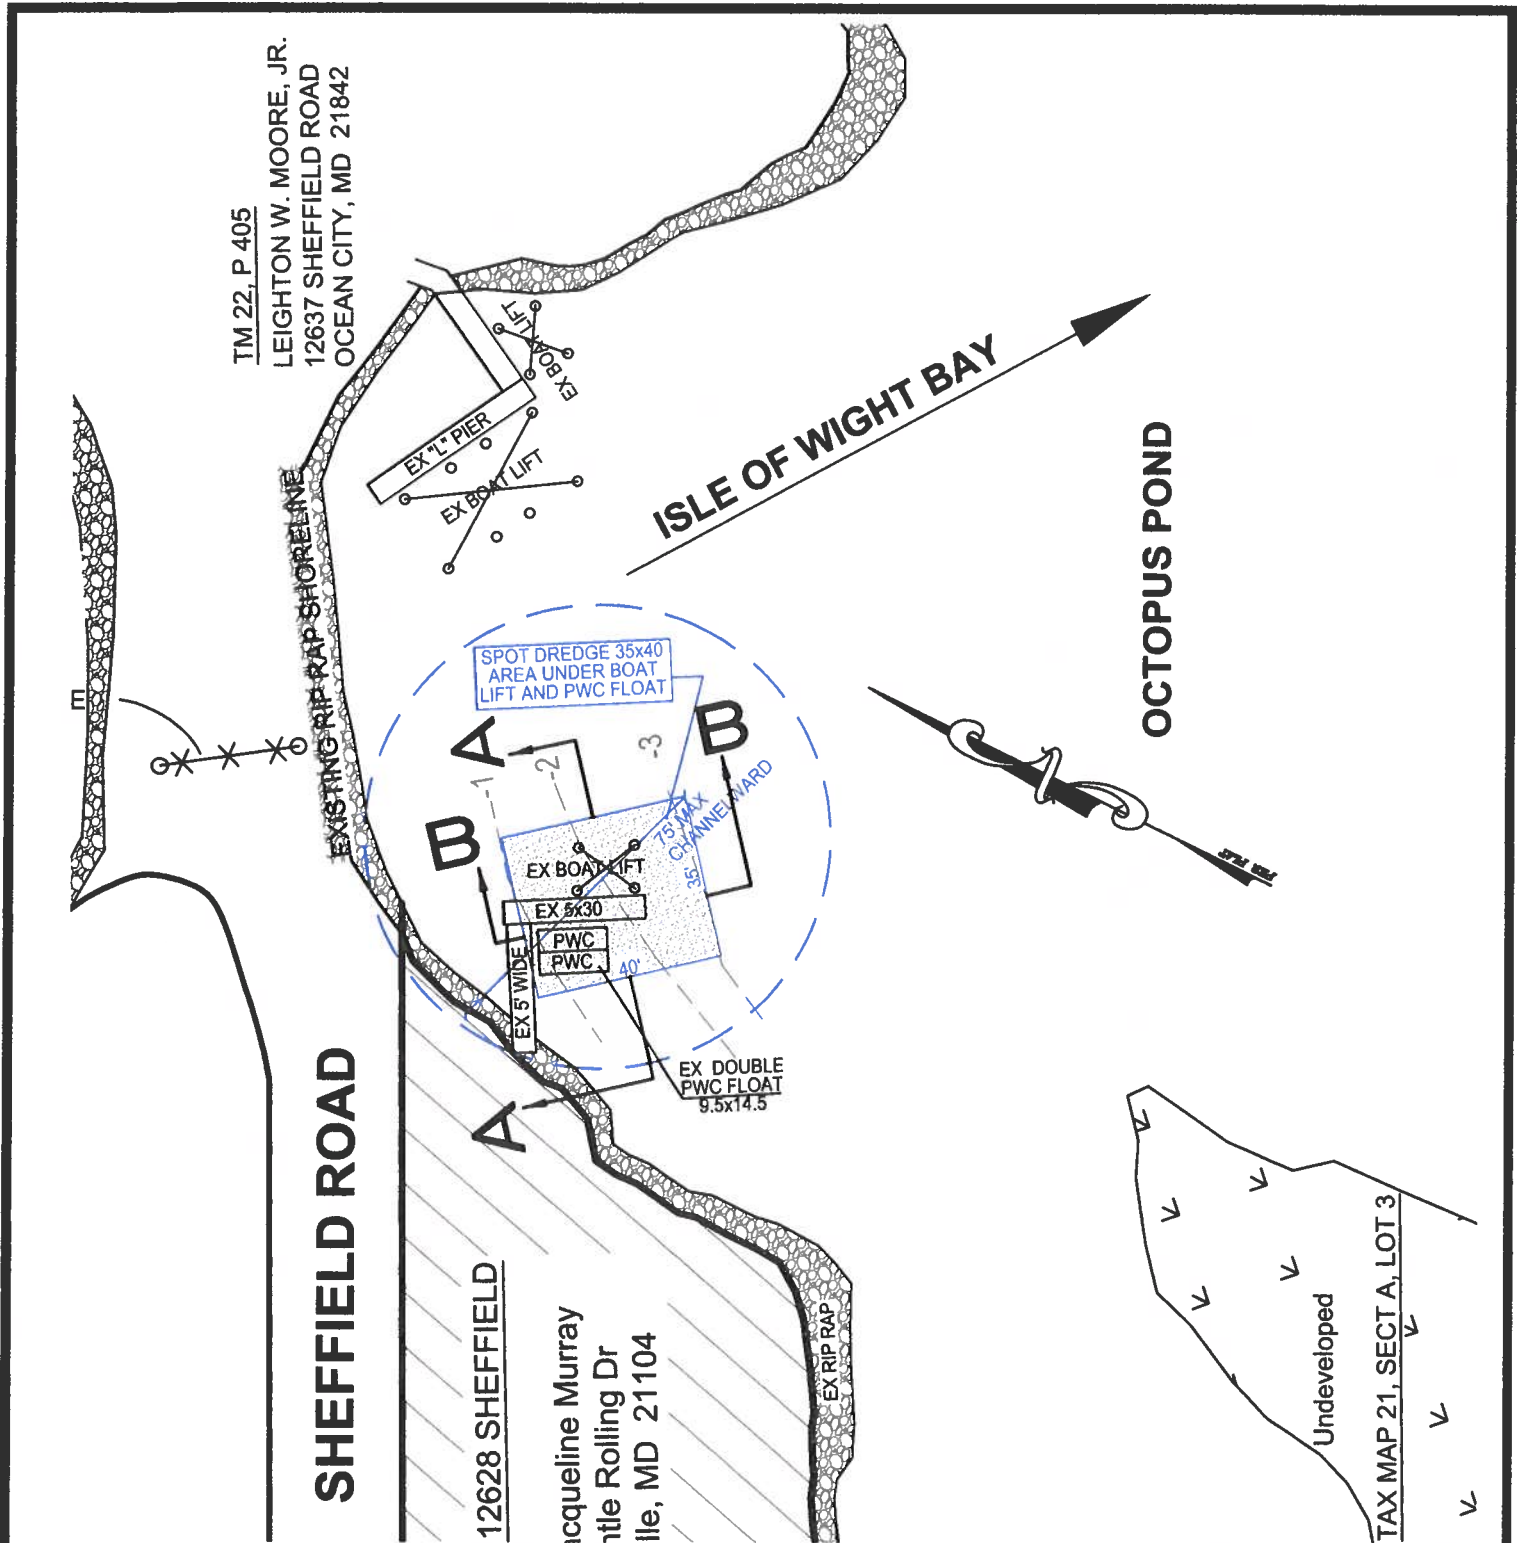 TM 22, P 405
LEIGHTON W. MOORE, JR.
12637 SHEFFIELD ROAD
OCEAN CITY, MD 21842
EX BOAT LIFT
EX "L" PIER
EX BOAT LIFT
EXISTING RIP RAP SHORELINE
E
ISLE OF WIGHT BAY
OCTOPUS POND
SPOT DREDGE 35x40
AREA UNDER BOAT
LIFT AND PWC FLOAT
A
B
B
A
-1
-2
-3
75' MAX
CHANNELWARD
EX BOAT LIFT
35'
EX 5x30
PWC
PWC
40'
EX 5' WIDE
EX DOUBLE
PWC FLOAT
9.5x14.5
N
PER PLAT
SHEFFIELD ROAD
12628 SHEFFIELD
acqueline Murray
ntle Rolling Dr
lle, MD 21104
EX RIP RAP
Undeveloped
TAX MAP 21, SECT A, LOT 3